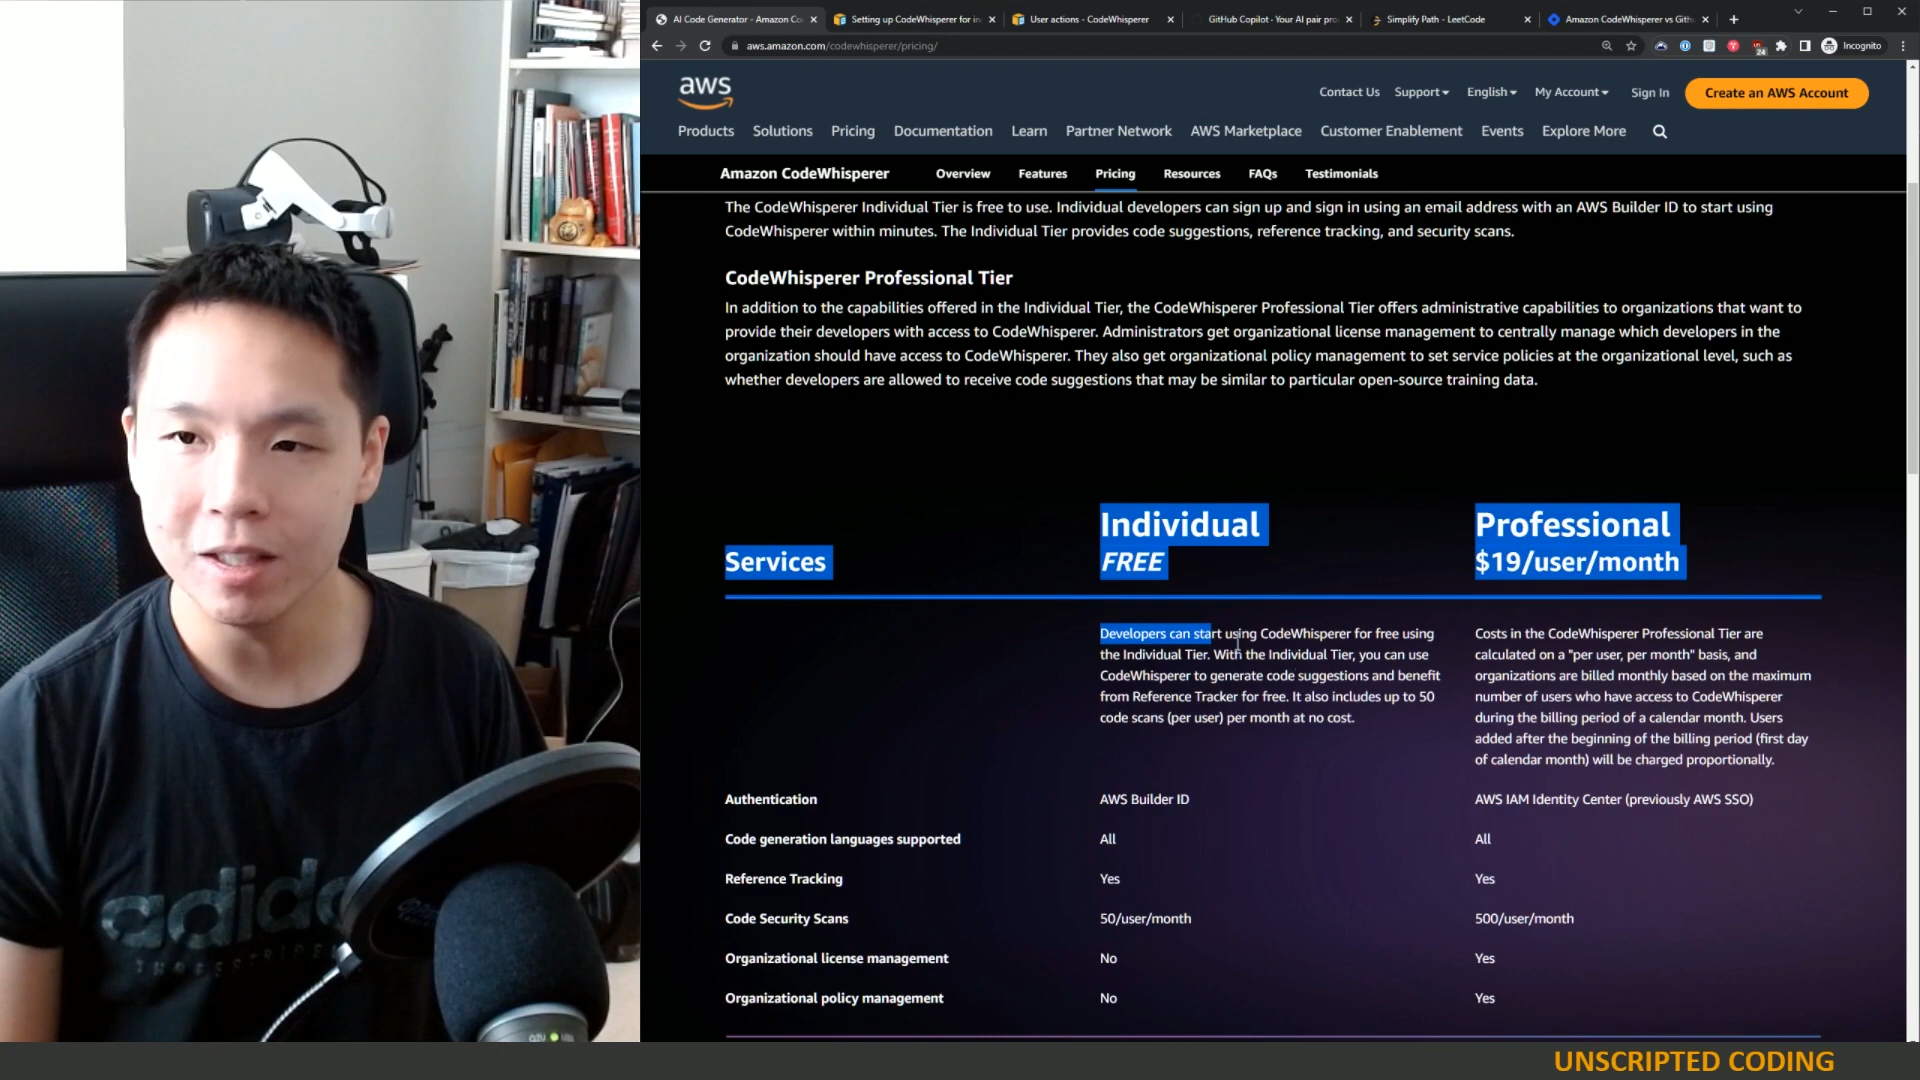 AI Code Generator - Amazon Co
Setting up CodeWhisperer for in
User actions - CodeWhisperer
GitHub Copilot · Your AI pair pro
Simplify Path - LeetCode
Amazon CodeWhisperer vs Gith
aws.amazon.com/codewhisperer/pricing/
24
Incognito
aws
Contact Us
Support
English
My Account
Sign In
Create an AWS Account
Products
Solutions
Pricing
Documentation
Learn
Partner Network
AWS Marketplace
Customer Enablement
Events
Explore More
Amazon CodeWhisperer
Overview
Features
Pricing
Resources
FAQs
Testimonials
The CodeWhisperer Individual Tier is free to use. Individual developers can sign up and sign in using an email address with an AWS Builder ID to start using
CodeWhisperer within minutes. The Individual Tier provides code suggestions, reference tracking, and security scans.
CodeWhisperer Professional Tier
In addition to the capabilities offered in the Individual Tier, the CodeWhisperer Professional Tier offers administrative capabilities to organizations that want to
provide their developers with access to CodeWhisperer. Administrators get organizational license management to centrally manage which developers in the
organization should have access to CodeWhisperer. They also get organizational policy management to set service policies at the organizational level, such as
whether developers are allowed to receive code suggestions that may be similar to particular open-source training data.
Services
Individual
FREE
Professional
$19/user/month
Developers can start using CodeWhisperer for free using
the Individual Tier. With the Individual Tier, you can use
CodeWhisperer to generate code suggestions and benefit
from Reference Tracker for free. It also includes up to 50
code scans (per user) per month at no cost.
Costs in the CodeWhisperer Professional Tier are
calculated on a "per user, per month" basis, and
organizations are billed monthly based on the maximum
number of users who have access to CodeWhisperer
during the billing period of a calendar month. Users
added after the beginning of the billing period (first day
of calendar month) will be charged proportionally.
Authentication
AWS Builder ID
AWS IAM Identity Center (previously AWS SSO)
Code generation languages supported
All
All
Reference Tracking
Yes
Yes
Code Security Scans
50/user/month
500/user/month
Organizational license management
No
Yes
Organizational policy management
No
Yes
adida
UNSCRIPTED CODING